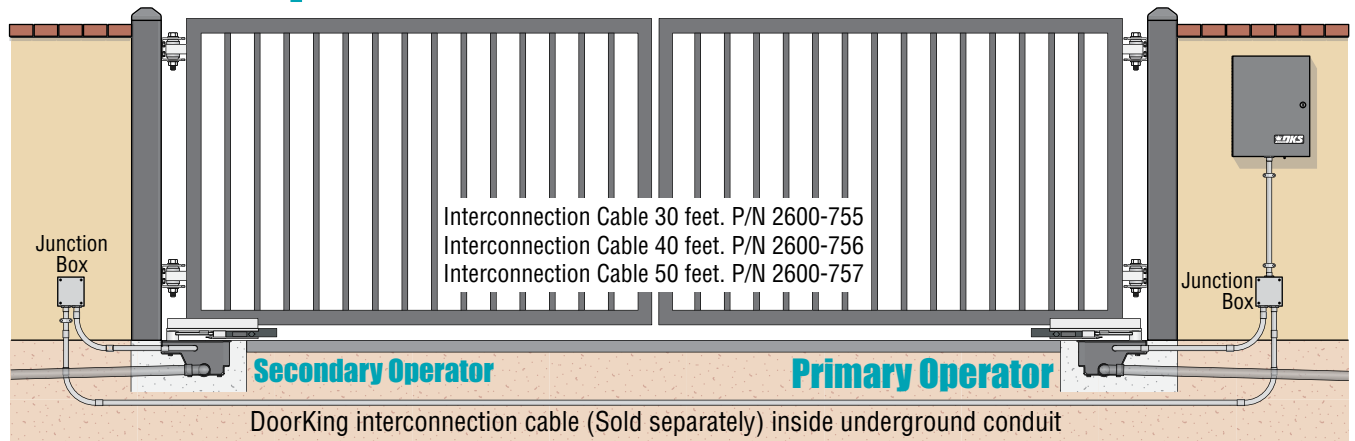 Interconnection Cable 30 feet. P/N 2600-755
Interconnection Cable 40 feet. P/N 2600-756
Interconnection Cable 50 feet. P/N 2600-757
Junction
Box
DKS
Junction
Box
Secondary Operator
Primary Operator
DoorKing interconnection cable (Sold separately) inside underground conduit